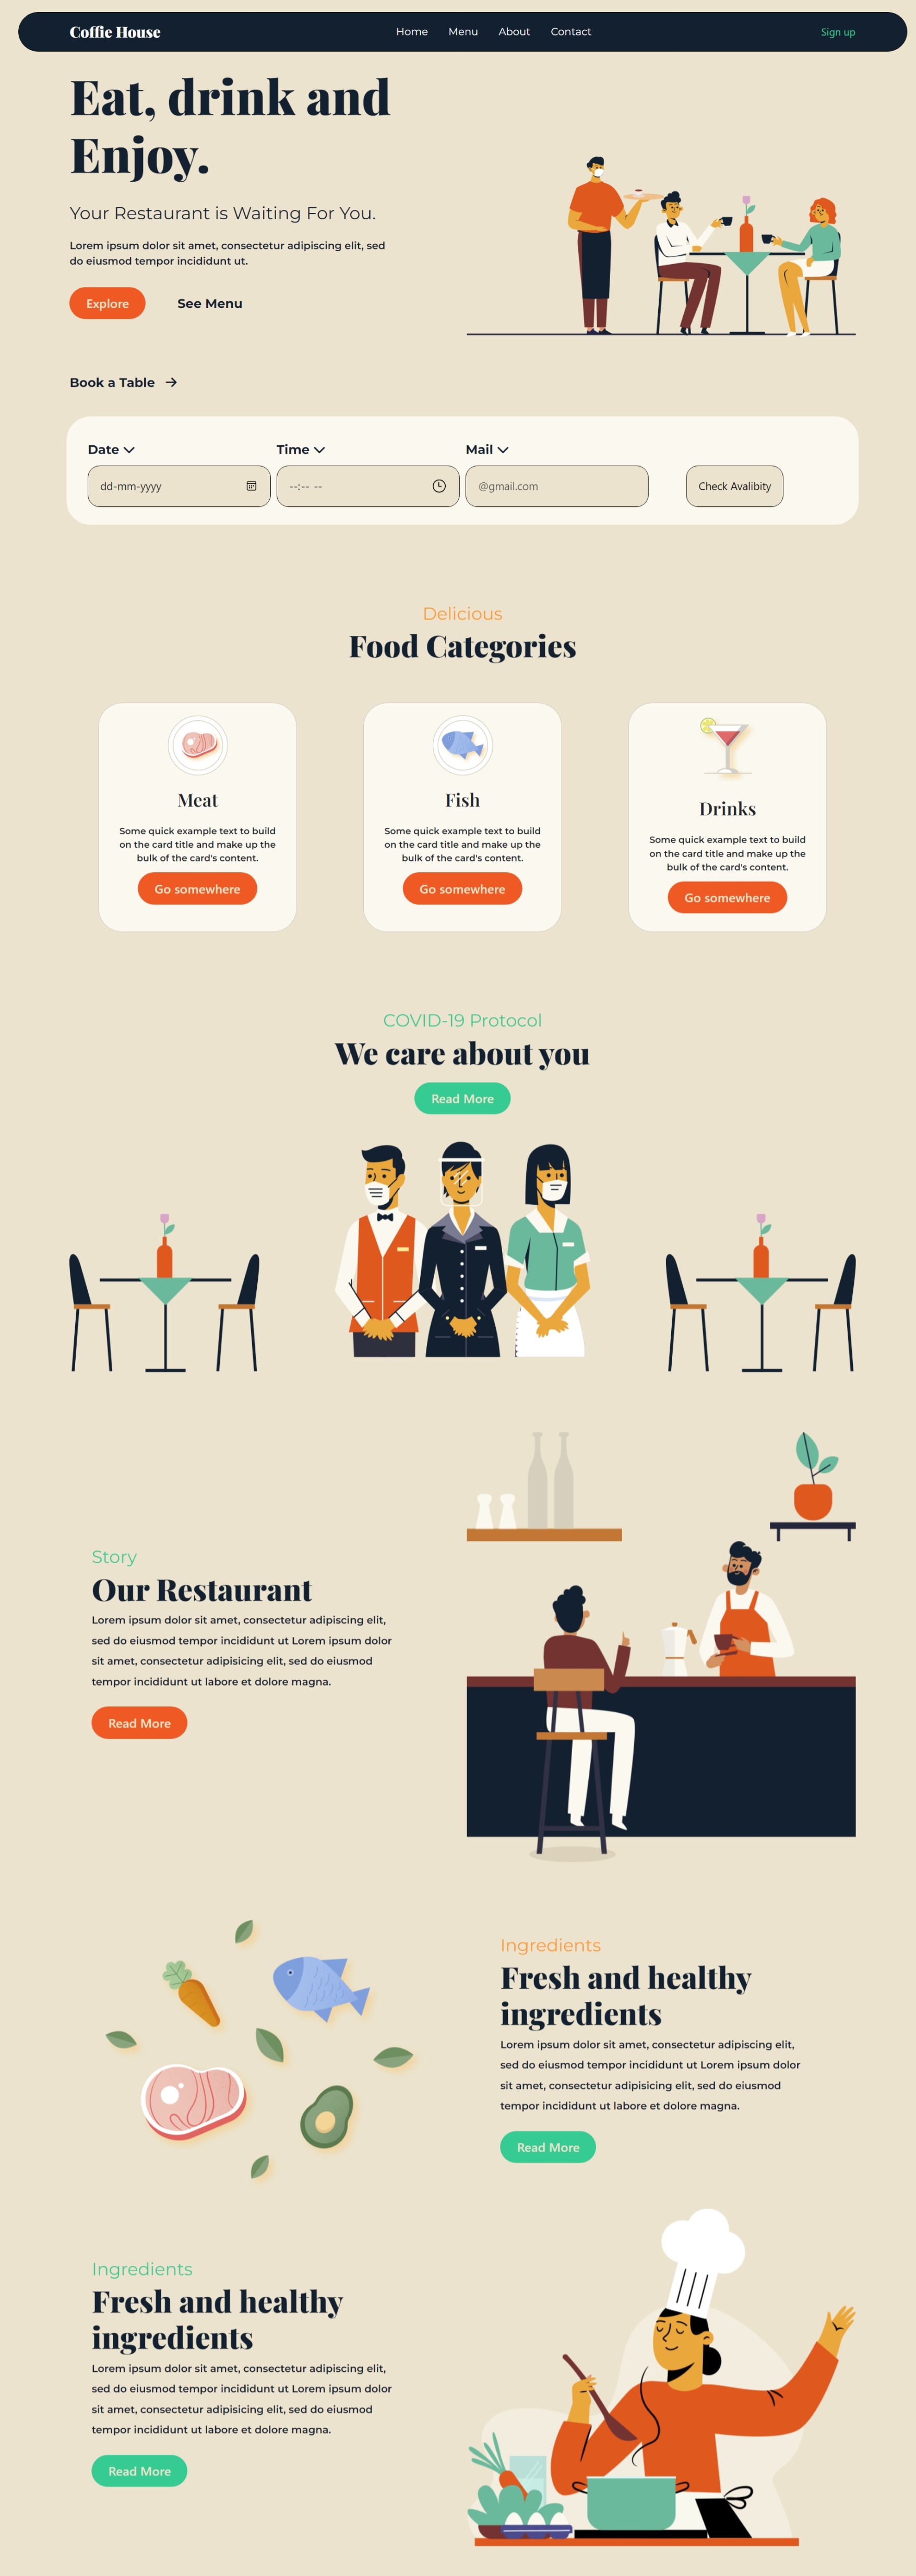 Coffie House
Home Menu About Contact
Sign up
Eat, drink and
Enjoy.
Your Restaurant is Waiting For You.
Lorem ipsum dolor sit amet, consectetur adipiscing elit, sed
do eiusmod tempor incididunt ut.
Explore
See Menu
Book a Table
Date
Time
Mail
dd-mm-yyyy
--:-- --
@gmail.com
Check Avalibity
Delicious
Food Categories
Meat
Some quick example text to build
on the card title and make up the
bulk of the card's content.
Go somewhere
Fish
Some quick example text to build
on the card title and make up the
bulk of the card's content.
Go somewhere
Drinks
Some quick example text to build
on the card title and make up the
bulk of the card's content.
Go somewhere
COVID-19 Protocol
We care about you
Read More
Story
Our Restaurant
Lorem ipsum dolor sit amet, consectetur adipiscing elit,
sed do eiusmod tempor incididunt ut Lorem ipsum dolor
sit amet, consectetur adipisicing elit, sed do eiusmod
tempor incididunt ut labore et dolore magna.
Read More
Ingredients
Fresh and healthy
ingredients
Lorem ipsum dolor sit amet, consectetur adipiscing elit,
sed do eiusmod tempor incididunt ut Lorem ipsum dolor
sit amet, consectetur adipisicing elit, sed do eiusmod
tempor incididunt ut labore et dolore magna.
Read More
Ingredients
Fresh and healthy
ingredients
Lorem ipsum dolor sit amet, consectetur adipiscing elit,
sed do eiusmod tempor incididunt ut Lorem ipsum dolor
sit amet, consectetur adipisicing elit, sed do eiusmod
tempor incididunt ut labore et dolore magna.
Read More